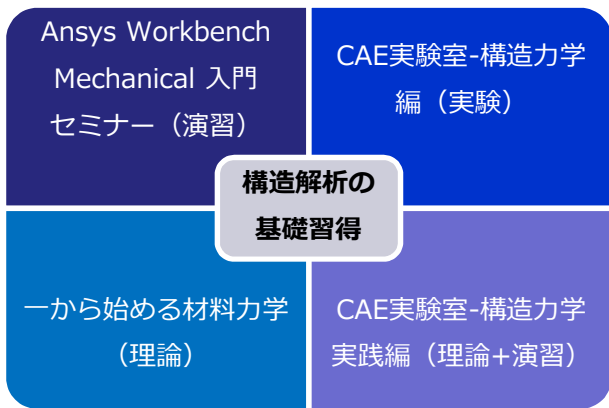 Ansys Workbench
Mechanical 入門
セミナー（演習）
CAE実験室-構造力学
編（実験）
構造解析の
基礎習得
一から始める材料力学
（理論）
CAE実験室-構造力学
実践編（理論+演習）